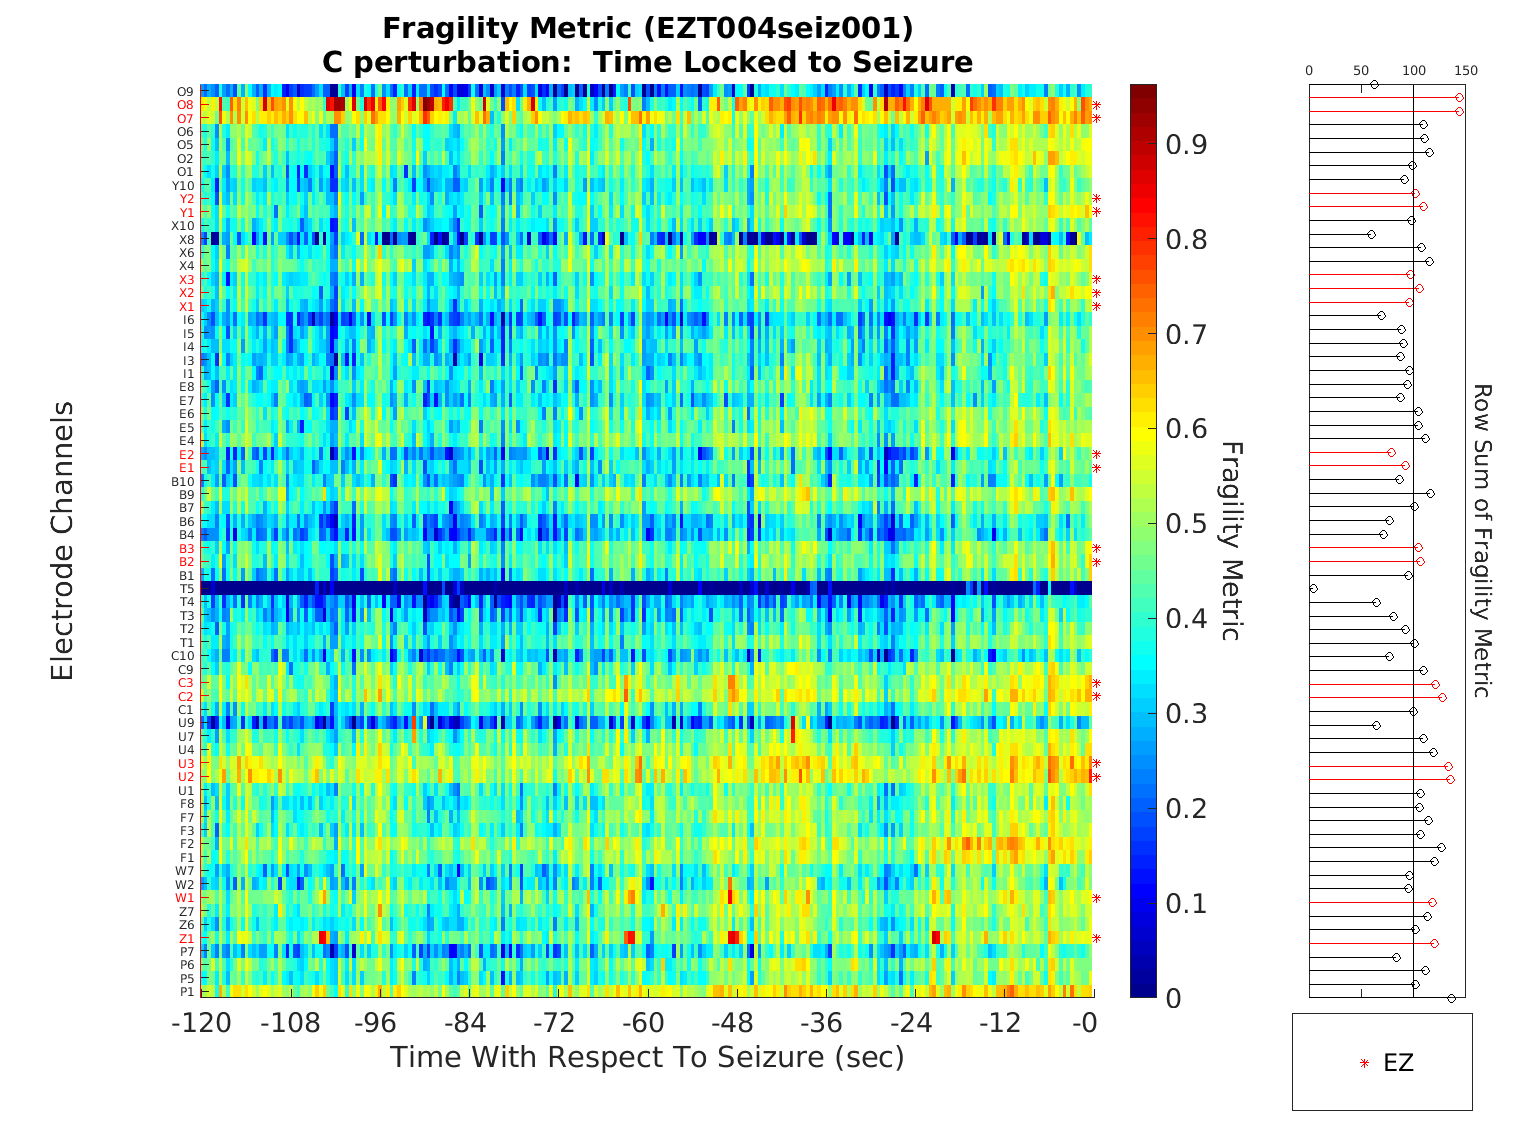 Fragility Metric (EZT004seiz001)
C perturbation:  Time Locked to Seizure
Electrode Channels
O9
O8
O7
O6
O5
O2
O1
Y10
Y2
Y1
X10
X8
X6
X4
X3
X2
X1
I6
I5
I4
I3
I1
E8
E7
E6
E5
E4
E2
E1
B10
B9
B7
B6
B4
B3
B2
B1
T5
T4
T3
T2
T1
C10
C9
C3
C2
C1
U9
U7
U4
U3
U2
U1
F8
F7
F3
F2
F1
W7
W2
W1
Z7
Z6
Z1
P7
P6
P5
P1
-120 -108 -96 -84 -72 -60 -48 -36 -24 -12 -0
Time With Respect To Seizure (sec)
0.9
0.8
0.7
0.6
0.5
0.4
0.3
0.2
0.1
0
Fragility Metric
0 50 100 150
Row Sum of Fragility Metric
EZ